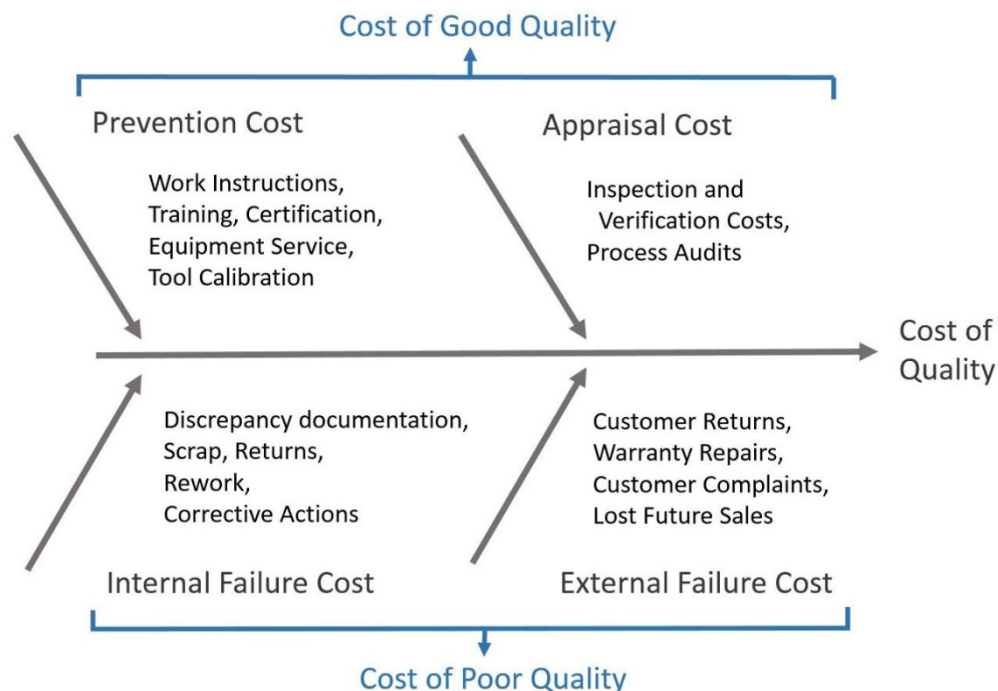 Cost of Good Quality
Prevention Cost
Work Instructions,
Training, Certification,
Equipment Service,
Tool Calibration
Appraisal Cost
Inspection and
Verification Costs,
Process Audits
Cost of
Quality
Discrepancy documentation,
Scrap, Returns,
Rework,
Corrective Actions
Internal Failure Cost
Customer Returns,
Warranty Repairs,
Customer Complaints,
Lost Future Sales
External Failure Cost
Cost of Poor Quality